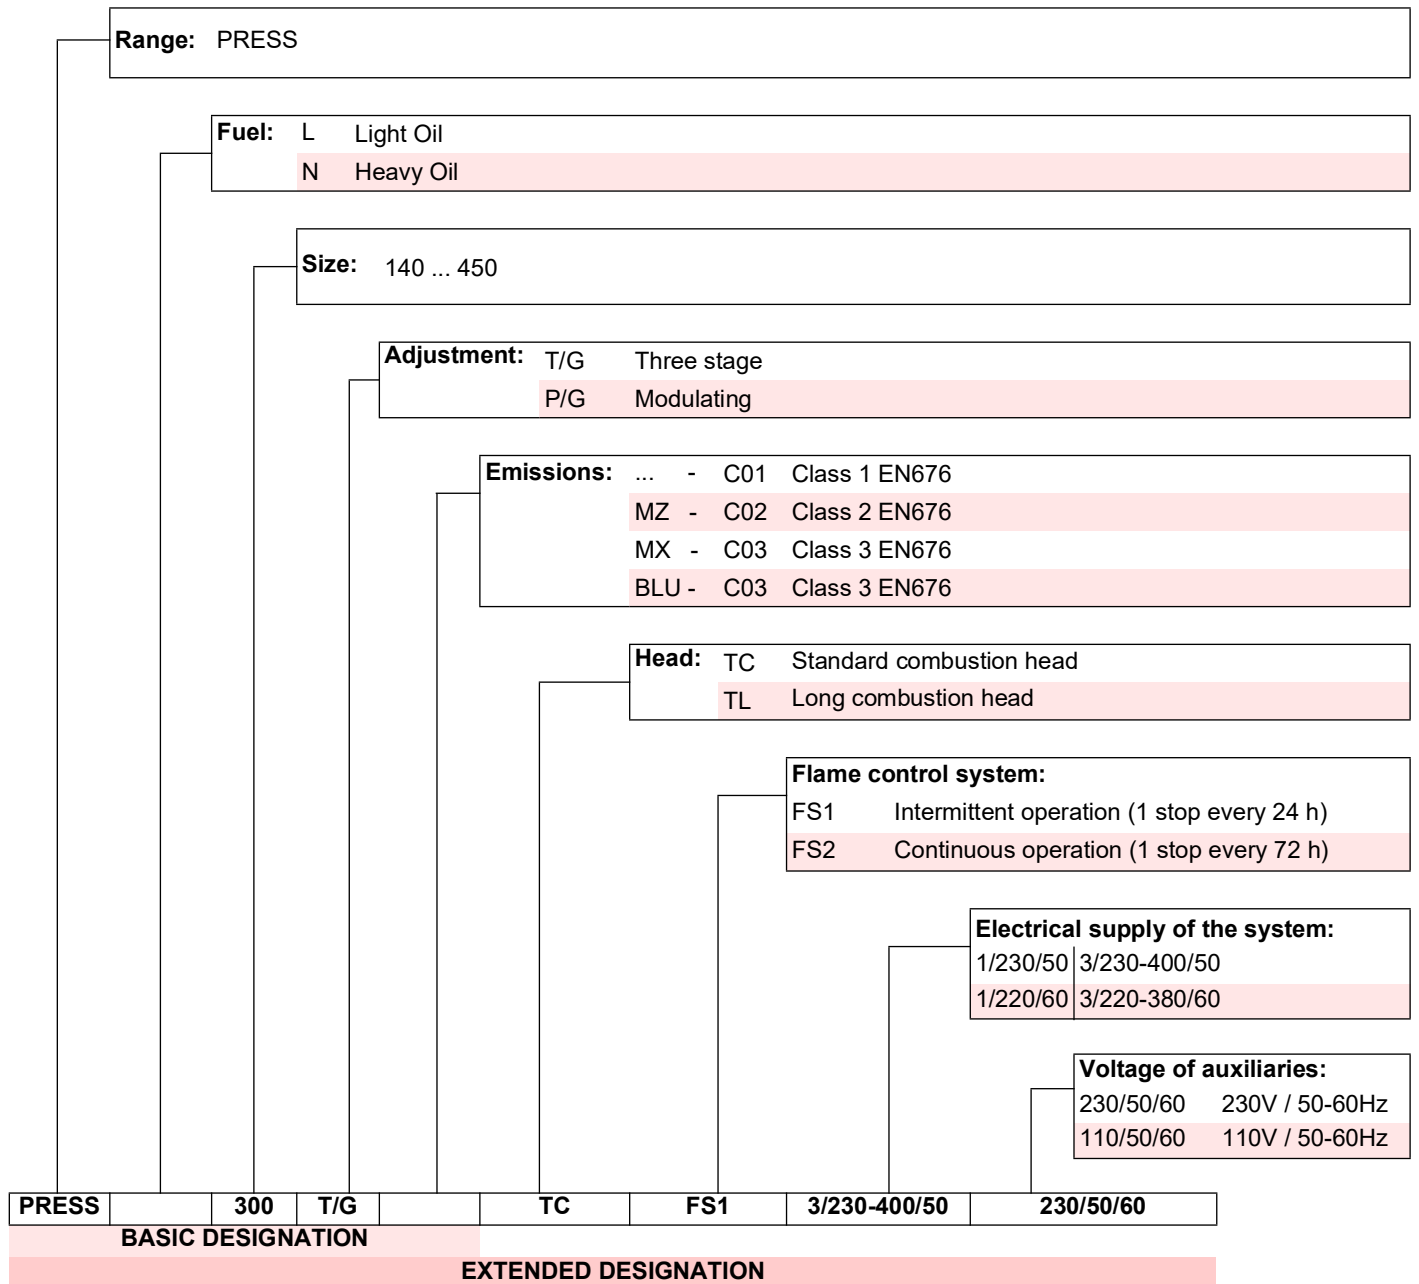 Range: PRESS
Fuel: L Light Oil
N Heavy Oil
Size: 140 ... 450
Adjustment: T/G Three stage
P/G Modulating
Emissions: ... - C01 Class 1 EN676
MZ - C02 Class 2 EN676
MX - C03 Class 3 EN676
BLU - C03 Class 3 EN676
Head: TC Standard combustion head
TL Long combustion head
Flame control system:
FS1 Intermittent operation (1 stop every 24 h)
FS2 Continuous operation (1 stop every 72 h)
Electrical supply of the system:
1/230/50 3/230-400/50
1/220/60 3/220-380/60
Voltage of auxiliaries:
230/50/60 230V / 50-60Hz
110/50/60 110V / 50-60Hz
PRESS 300 T/G TC FS1 3/230-400/50 230/50/60
BASIC DESIGNATION
EXTENDED DESIGNATION